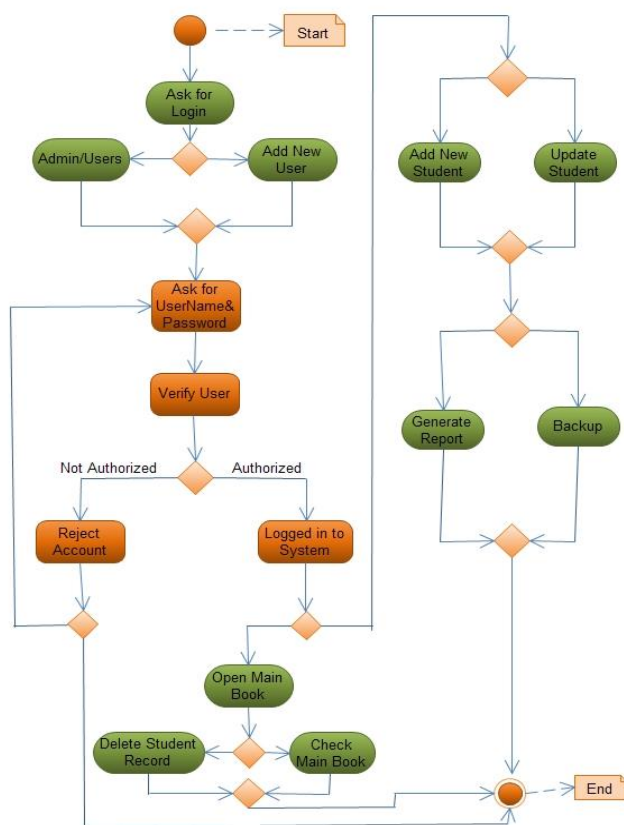 Start
Ask for
Login
Admin/Users
Add New
User
Ask for
UserName&
Password
Verify User
Not Authorized
Authorized
Reject
Account
Logged in to
System
Open Main
Book
Delete Student
Record
Check
Main Book
Add New
Student
Update
Student
Generate
Report
Backup
End